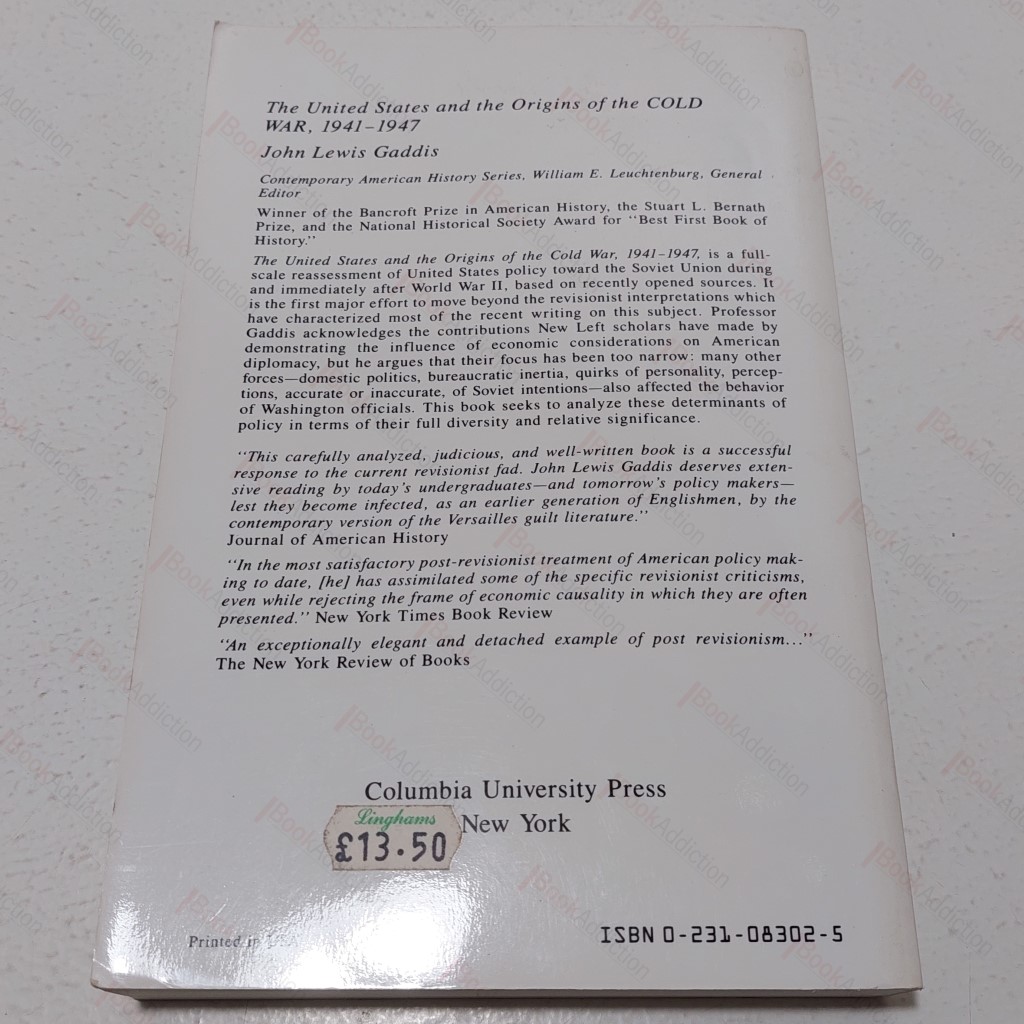 The United States and the Origins of the COLD
WAR, 1941–1947
John Lewis Gaddis
Contemporary American History Series, William E. Leuchtenburg, General
Editor
Winner of the Bancroft Prize in American History, the Stuart L. Bernath
Prize, and the National Historical Society Award for "Best First Book of
History."
The United States and the Origins of the Cold War, 1941–1947, is a full-
scale reassessment of United States policy toward the Soviet Union during
and immediately after World War II, based on recently opened sources. It
is the first major effort to move beyond the revisionist interpretations which
have characterized most of the recent writing on this subject. Professor
Gaddis acknowledges the contributions New Left scholars have made by
demonstrating the influence of economic considerations on American
diplomacy, but he argues that their focus has been too narrow: many other
forces—domestic politics, bureaucratic inertia, quirks of personality, percep-
tions, accurate or inaccurate, of Soviet intentions—also affected the behavior
of Washington officials. This book seeks to analyze these determinants of
policy in terms of their full diversity and relative significance.
"This carefully analyzed, judicious, and well-written book is a successful
response to the current revisionist fad. John Lewis Gaddis deserves exten-
sive reading by today's undergraduates—and tomorrow's policy makers—
lest they become infected, as an earlier generation of Englishmen, by the
contemporary version of the Versailles guilt literature."
Journal of American History
"In the most satisfactory post-revisionist treatment of American policy mak-
ing to date, [he] has assimilated some of the specific revisionist criticisms,
even while rejecting the frame of economic causality in which they are often
presented." New York Times Book Review
"An exceptionally elegant and detached example of post revisionism..."
The New York Review of Books
Columbia University Press
New York
Linghams
£13.50
Printed in U.S.A.
ISBN 0-231-08302-5
BookAddiction